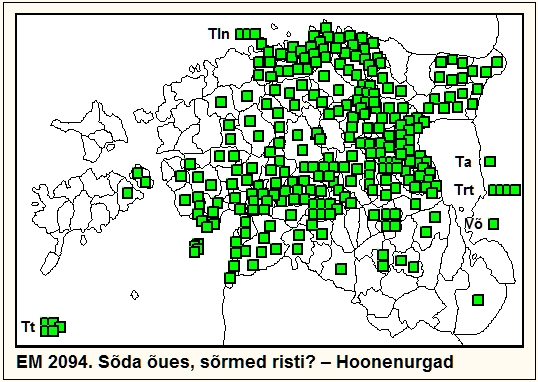 Tln
Ta
Trt
Võ
Tt
EM 2094. Sõda õues, sõrmed risti? – Hoonenurgad